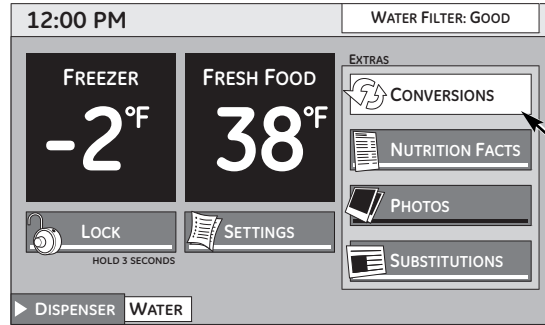 12:00 PM
WATER FILTER: GOOD
FREEZER
-2°F
FRESH FOOD
38°F
LOCK
HOLD 3 SECONDS
SETTINGS
EXTRAS
CONVERSIONS
NUTRITION FACTS
PHOTOS
SUBSTITUTIONS
DISPENSER
WATER